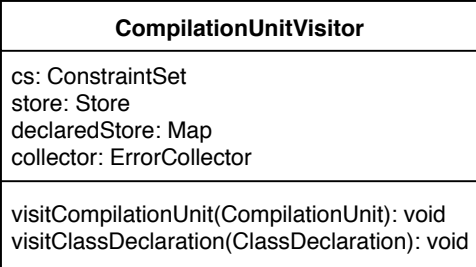 CompilationUnitVisitor
cs: ConstraintSet
store: Store
declaredStore: Map
collector: ErrorCollector
visitCompilationUnit(CompilationUnit): void
visitClassDeclaration(ClassDeclaration): void